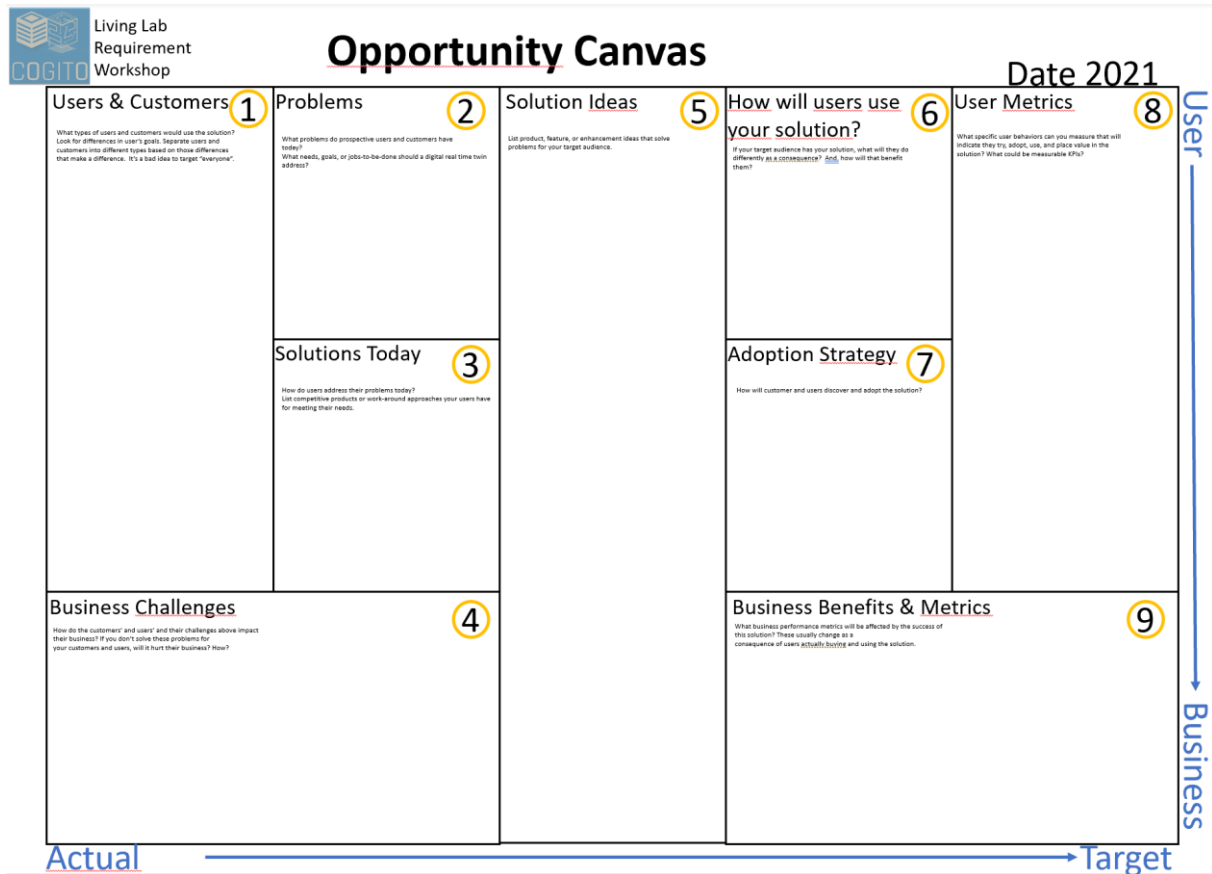 COGITO
Living Lab
Requirement
Workshop
Opportunity Canvas
Date 2021
Users & Customers
1
What types of users and customers would use the solution?
Look for differences in user's goals. Separate users and
customers into different types based on those differences
that make a difference. It's a bad idea to target "everyone".
Problems
2
What problems do prospective users and customers have
today?
What needs, goals, or jobs-to-be-done should a digital real time twin
address?
Solutions Today
3
How do users address their problems today?
List competitive products or work-around approaches your users have
for meeting their needs.
Business Challenges
4
How do the customers' and users' and their challenges above impact
their business? If you don't solve these problems for
your customers and users, will it hurt their business? How?
Solution Ideas
5
List product, feature, or enhancement ideas that solve
problems for your target audience.
How will users use
your solution?
6
If your target audience has your solution, what will they do
differently as a consequence? And, how will that benefit
them?
Adoption Strategy
7
How will customer and users discover and adopt the solution?
User Metrics
8
What specific user behaviors can you measure that will
indicate they try, adopt, use, and place value in the
solution? What could be measurable KPIs?
Business Benefits & Metrics
9
What business performance metrics will be affected by the success of
this solution? These usually change as a
consequence of users actually buying and using the solution.
User
Business
Actual
Target